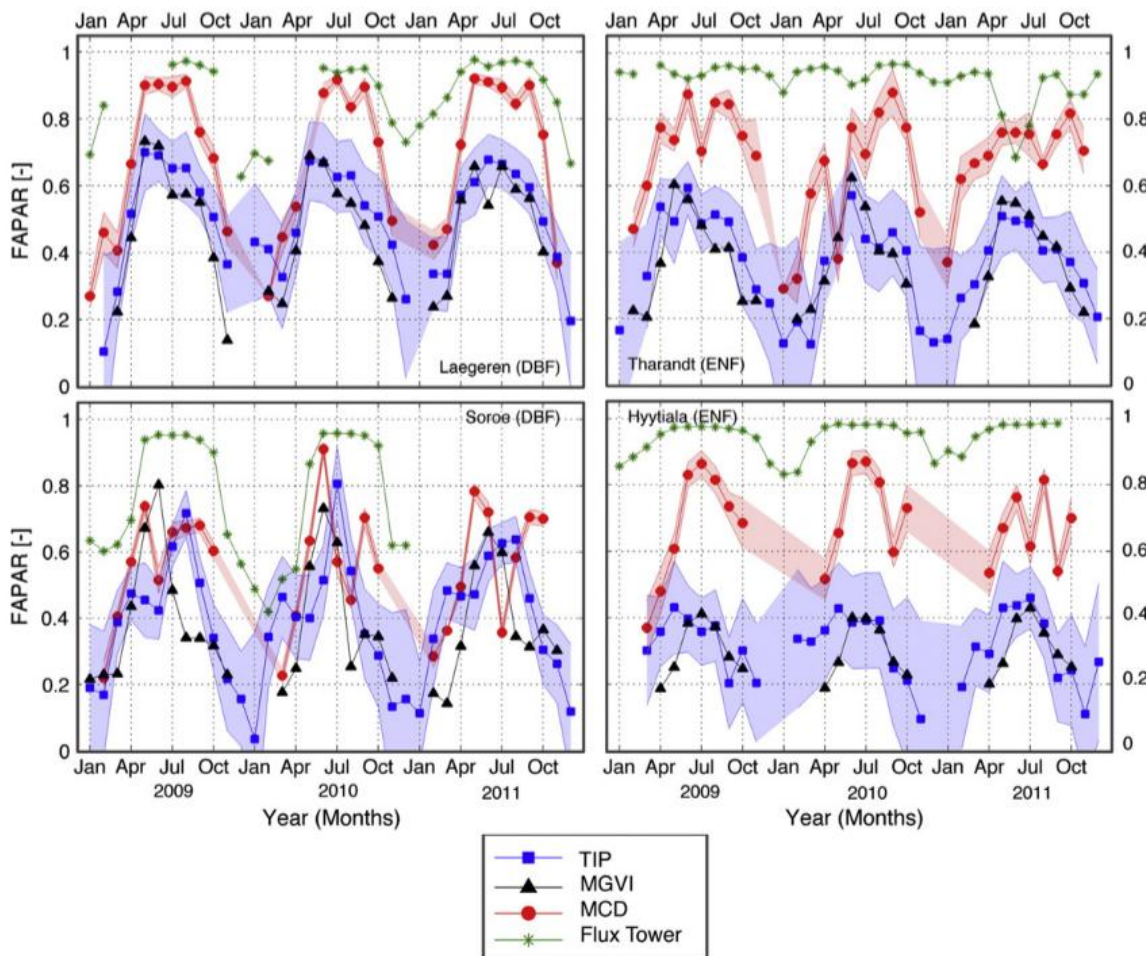 Jan Apr Jul Oct Jan Apr Jul Oct Jan Apr Jul Oct
Jan Apr Jul Oct Jan Apr Jul Oct Jan Apr Jul Oct
1
0.8
0.6
0.4
0.2
0
FAPAR [-]
Laegeren (DBF)
Tharandt (ENF)
1
0.8
0.6
0.4
0.2
0
1
0.8
0.6
0.4
0.2
0
FAPAR [-]
Soroe (DBF)
Hyytiala (ENF)
1
0.8
0.6
0.4
0.2
0
Jan Apr Jul Oct Jan Apr Jul Oct Jan Apr Jul Oct
2009 2010 2011
Year (Months)
Jan Apr Jul Oct Jan Apr Jul Oct Jan Apr Jul Oct
2009 2010 2011
Year (Months)
TIP
MGVI
MCD
Flux Tower